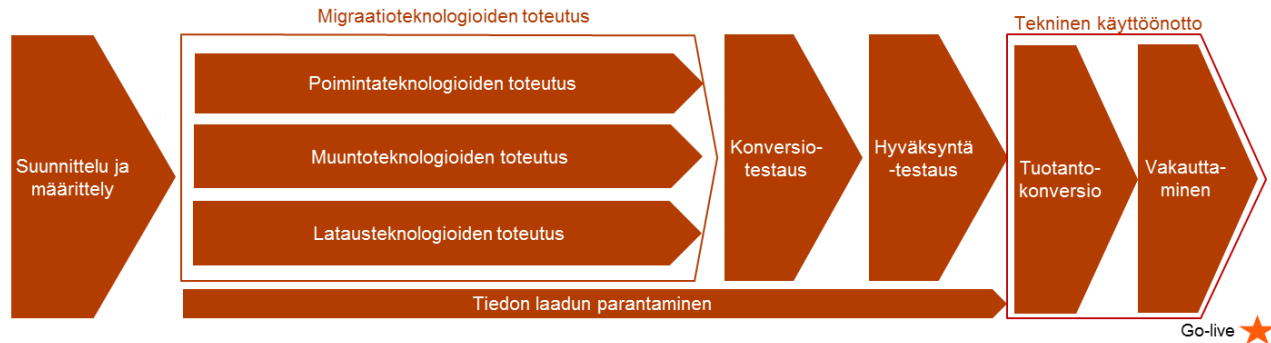 Migraatioteknologioiden toteutus
Tekninen käyttöönotto
Suunnittelu ja
määrittely
Poimintateknologioiden toteutus
Muuntoteknologioiden toteutus
Latausteknologioiden toteutus
Konversio-
testaus
Hyväksyntä
-testaus
Tuotanto-
konversio
Vakautta-
minen
Tiedon laadun parantaminen
Go-live